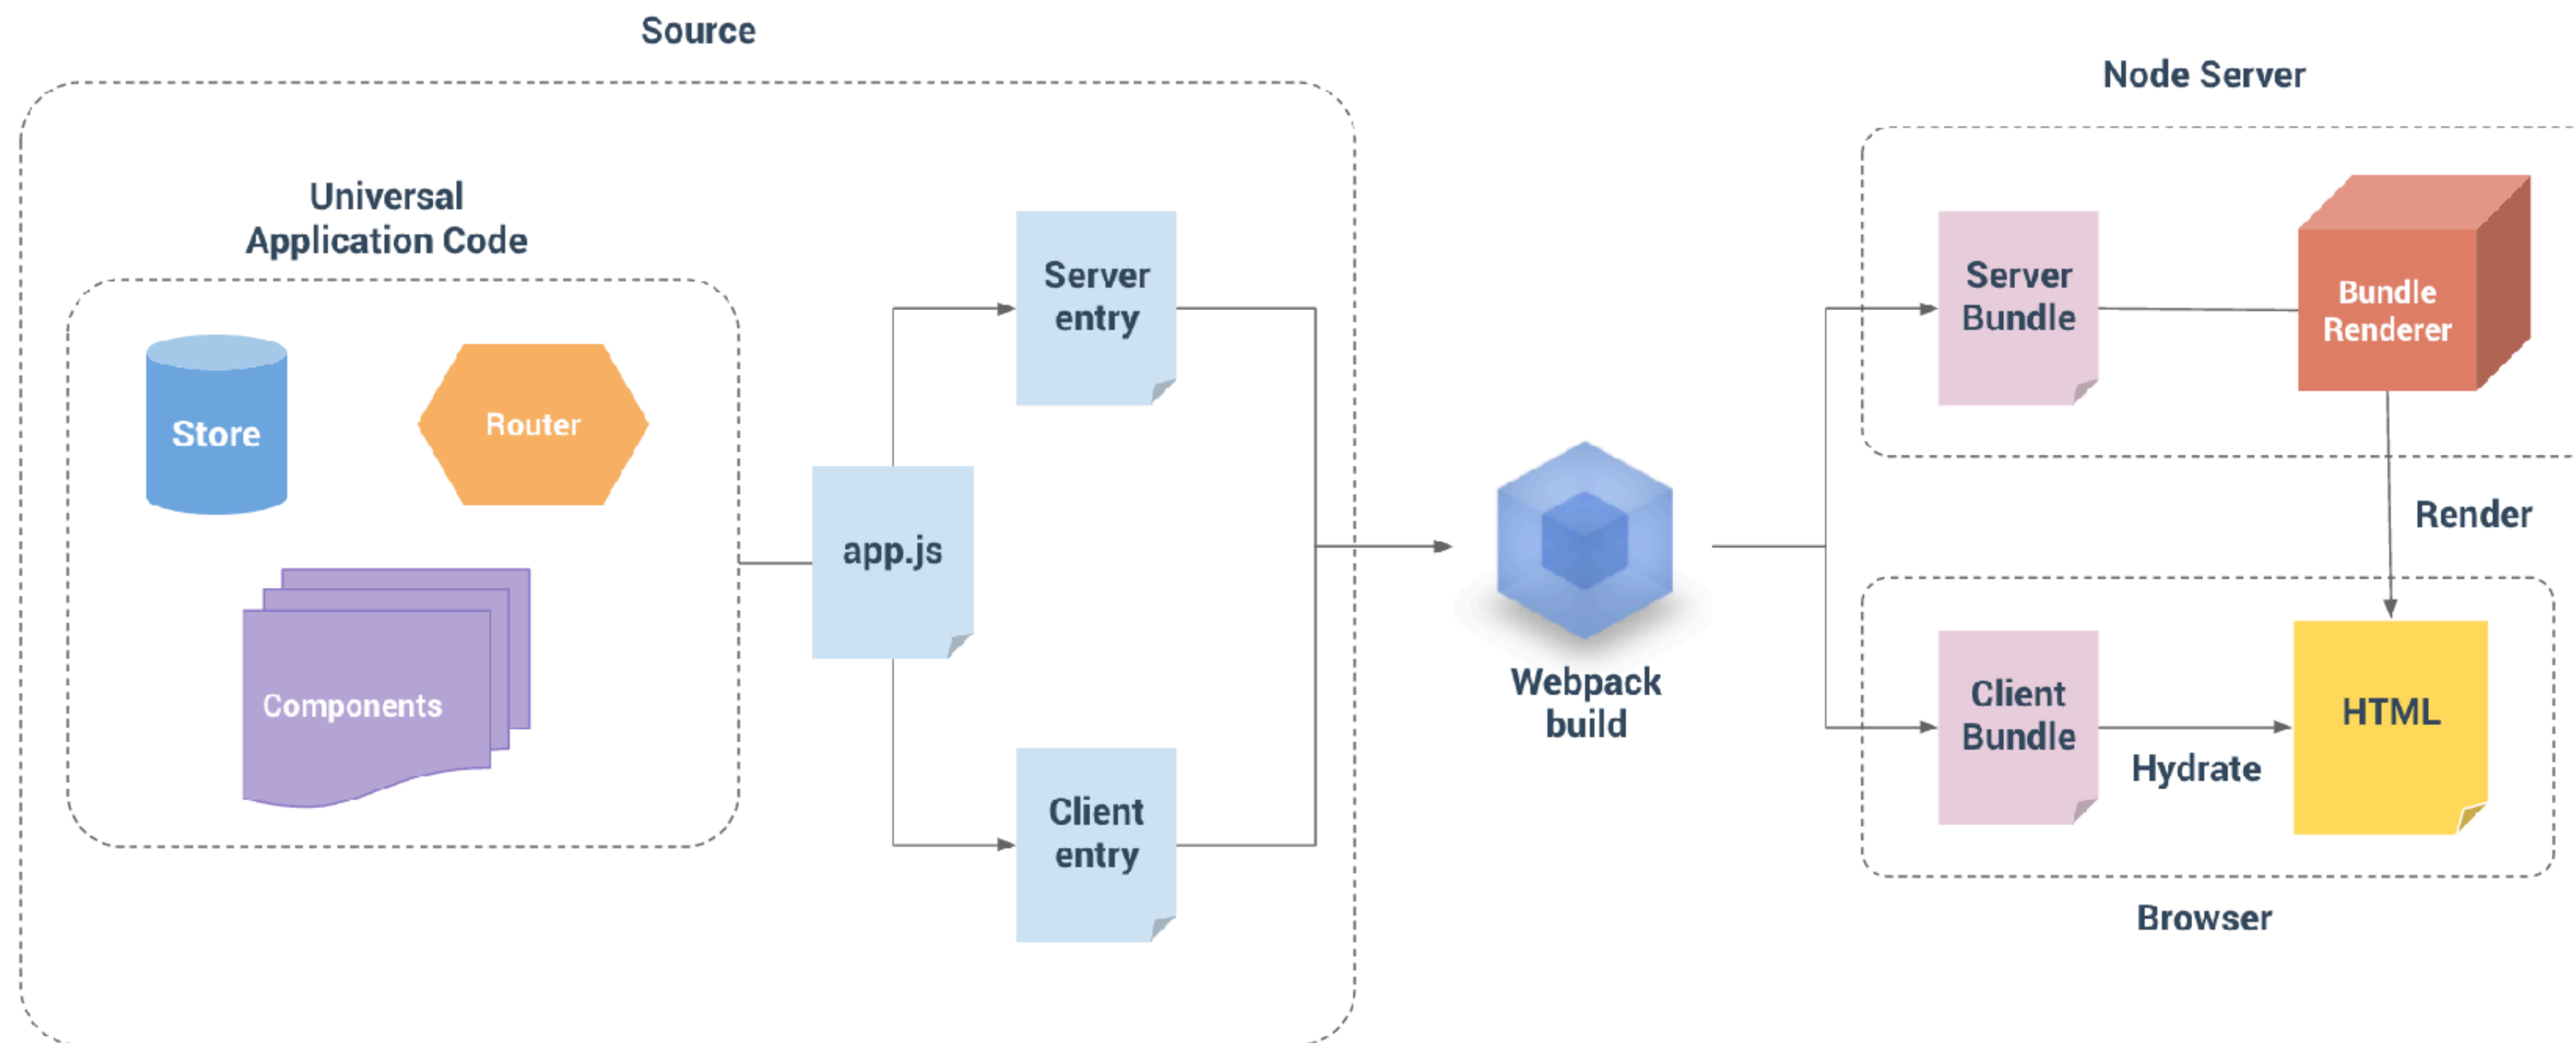 Source
Universal
Application Code
Store
Router
Components
app.js
Server
entry
Client
entry
Webpack
build
Node Server
Server
Bundle
Bundle
Renderer
Render
Client
Bundle
Hydrate
HTML
Browser